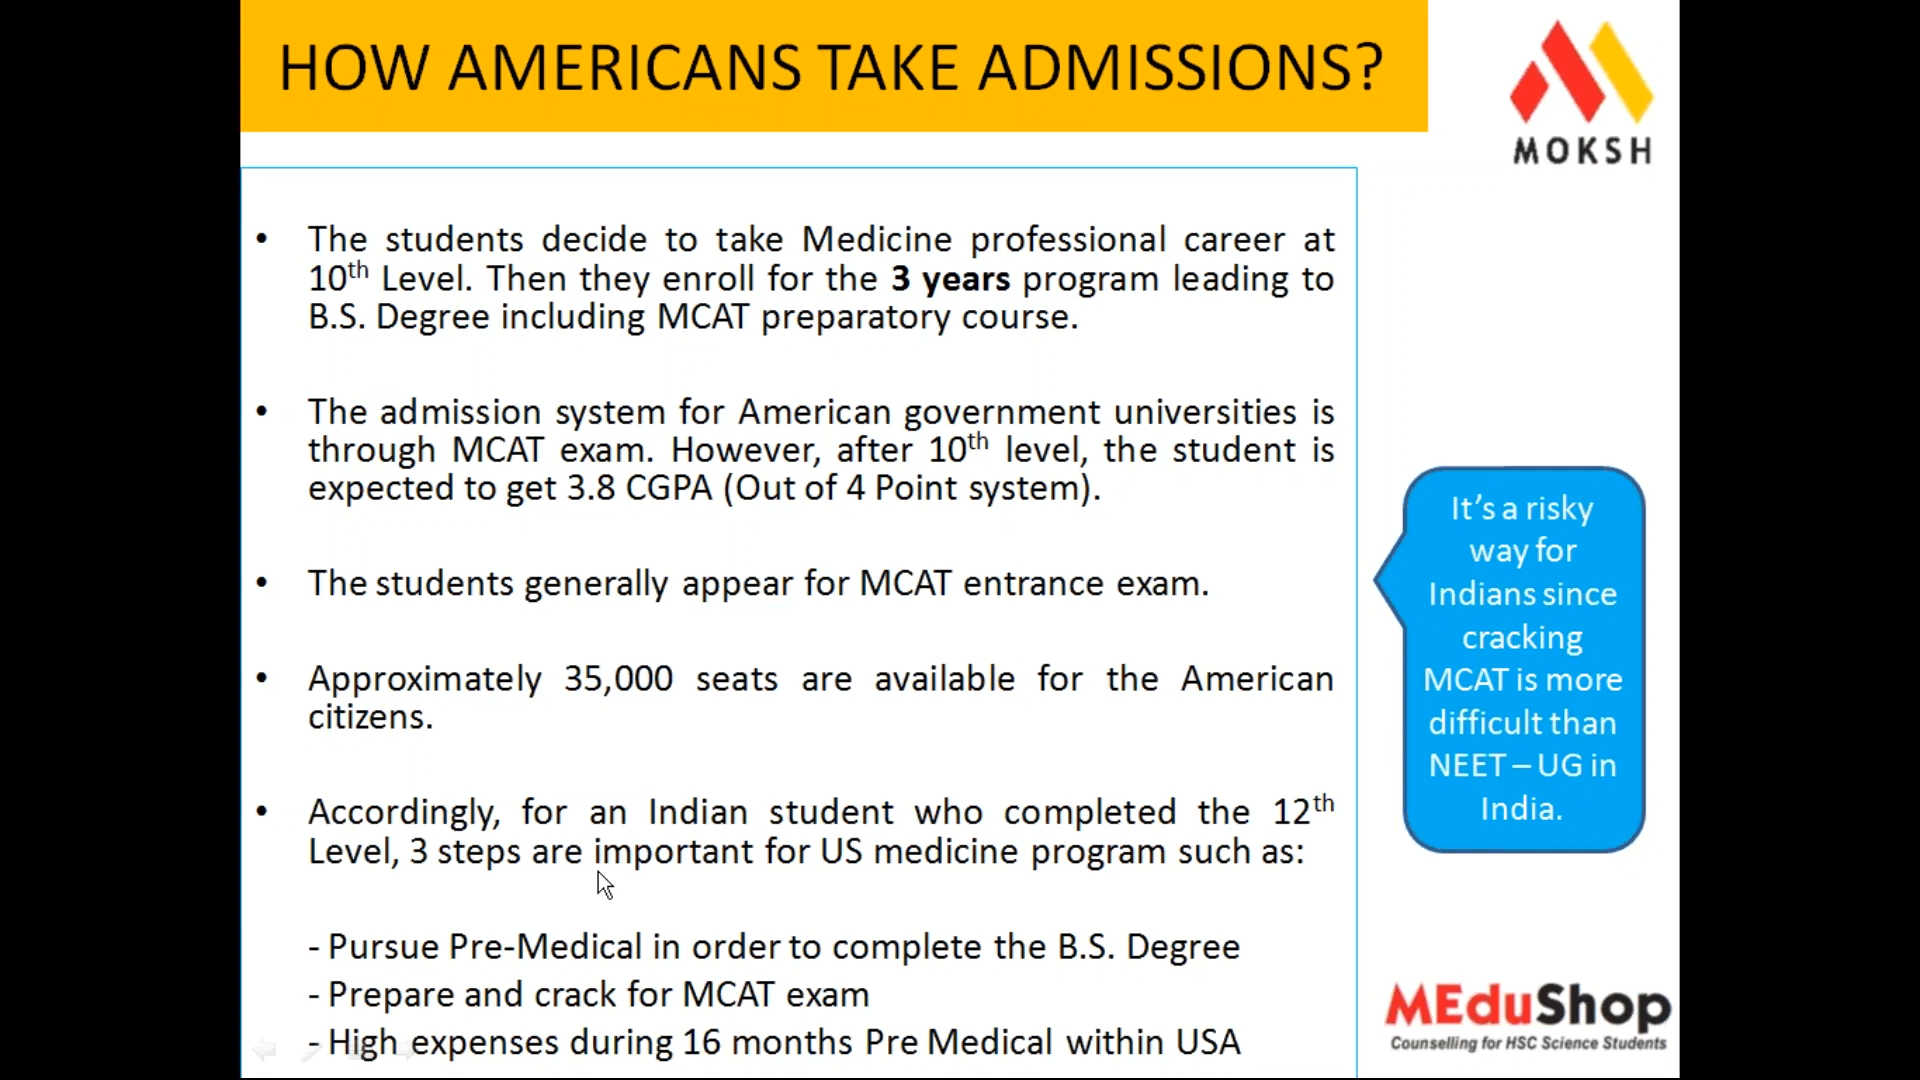 HOW AMERICANS TAKE ADMISSIONS?
MOKSH
• The students decide to take Medicine professional career at
10th Level. Then they enroll for the 3 years program leading to
B.S. Degree including MCAT preparatory course.
• The admission system for American government universities is
through MCAT exam. However, after 10th level, the student is
expected to get 3.8 CGPA (Out of 4 Point system).
• The students generally appear for MCAT entrance exam.
• Approximately 35,000 seats are available for the American
citizens.
• Accordingly, for an Indian student who completed the 12th
Level, 3 steps are important for US medicine program such as:
- Pursue Pre-Medical in order to complete the B.S. Degree
- Prepare and crack for MCAT exam
- High expenses during 16 months Pre Medical within USA
It's a risky
way for
Indians since
cracking
MCAT is more
difficult than
NEET – UG in
India.
MEduShop
Counselling for HSC Science Students